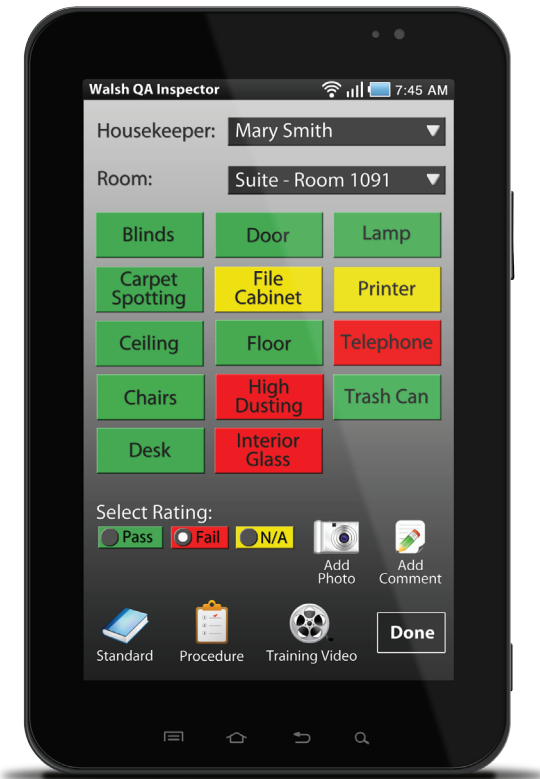 Walsh QA Inspector 7:45 AM
Housekeeper: Mary Smith
Room: Suite - Room 1091
Blinds Door Lamp
Carpet
Spotting
File
Cabinet
Printer
Ceiling Floor Telephone
Chairs
High
Dusting
Trash Can
Desk
Interior
Glass
Select Rating:
Pass Fail N/A
Add
Photo
Add
Comment
Standard Procedure Training Video Done